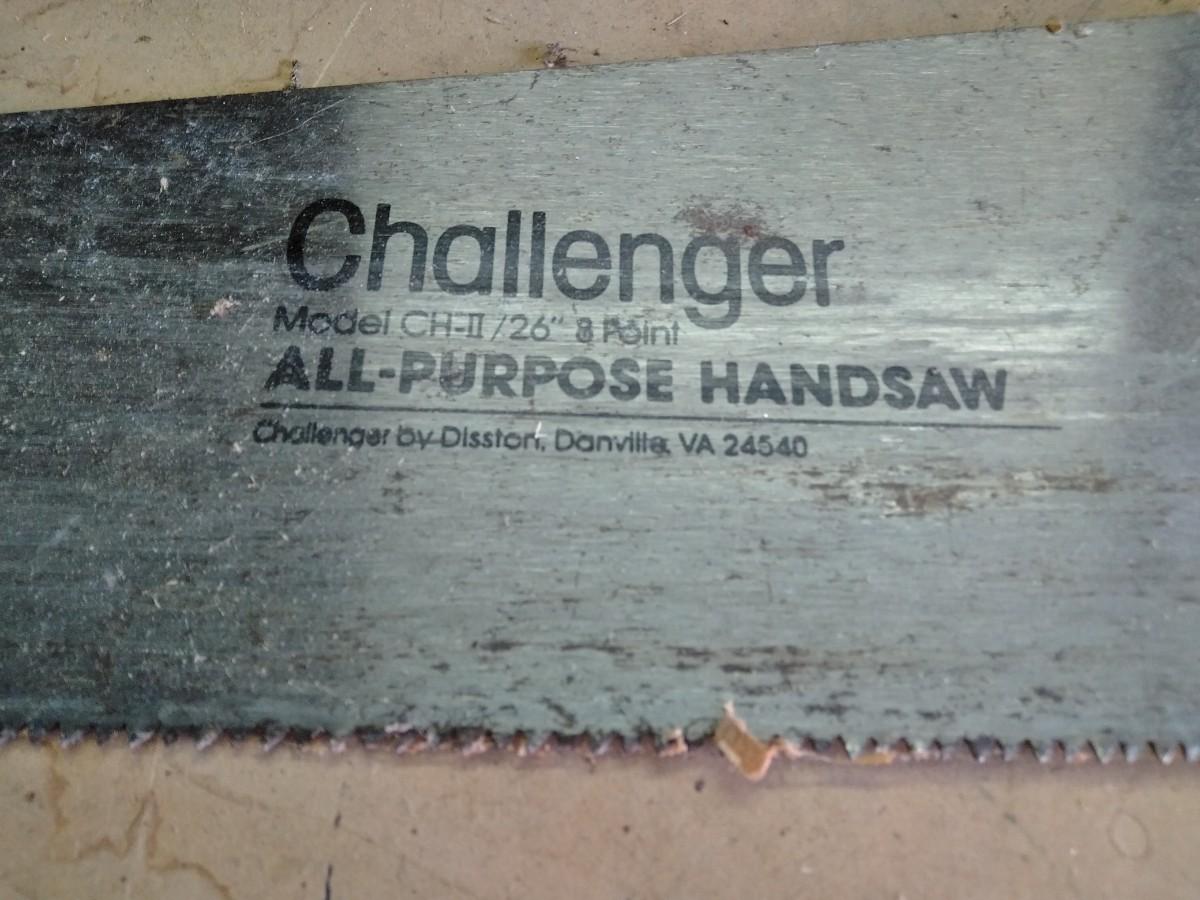 Challenger
Model CH-II/26" 8 Point
ALL-PURPOSE HANDSAW
Challenger by Disston, Danville, VA 24540